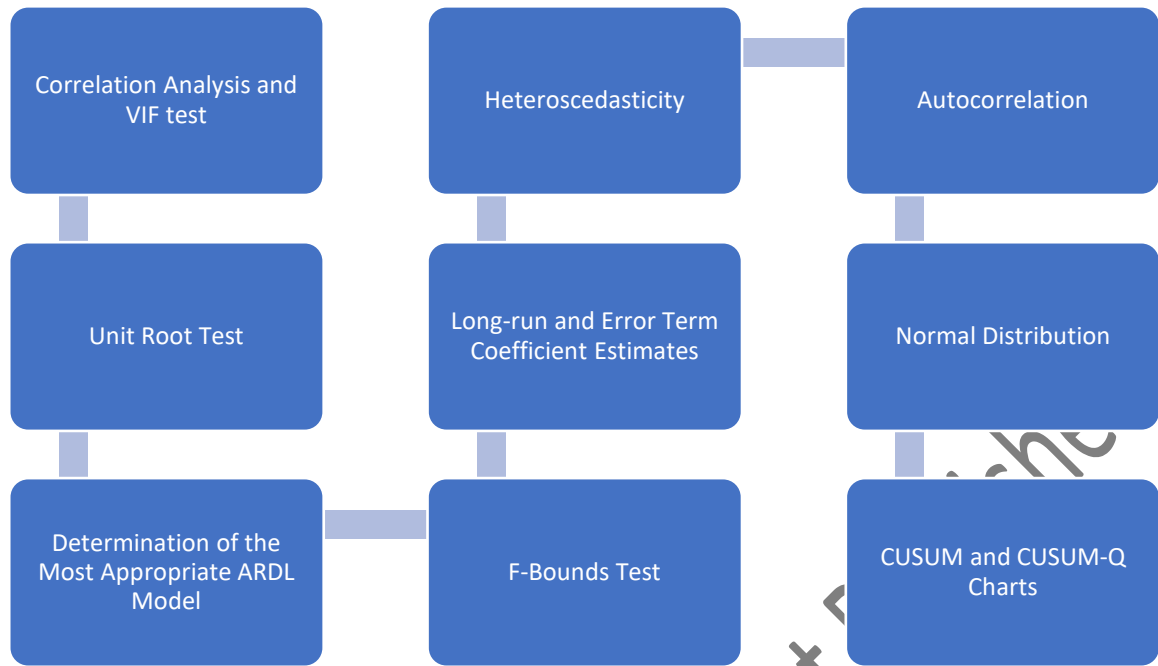 Correlation Analysis and
VIF test
Unit Root Test
Determination of the
Most Appropriate ARDL
Model
F-Bounds Test
Long-run and Error Term
Coefficient Estimates
Heteroscedasticity
Autocorrelation
Normal Distribution
CUSUM and CUSUM-Q
Charts